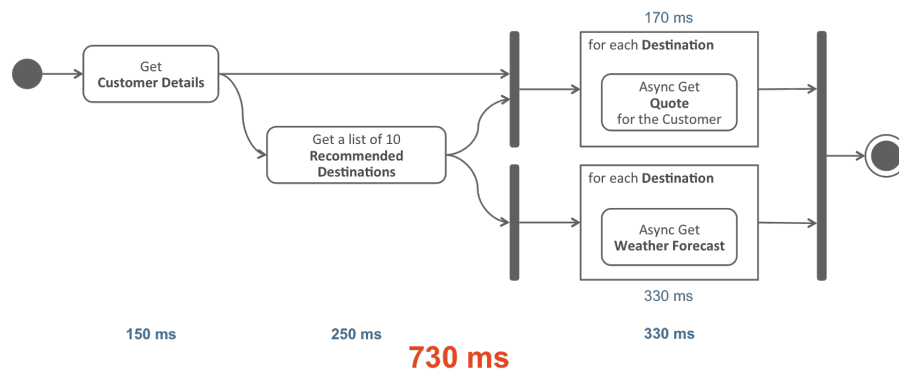 170 ms
for each Destination
Get
Customer Details
Async Get
Quote
for the Customer
Get a list of 10
Recommended
Destinations
for each Destination
Async Get
Weather Forecast
330 ms
150 ms
250 ms
330 ms
730 ms